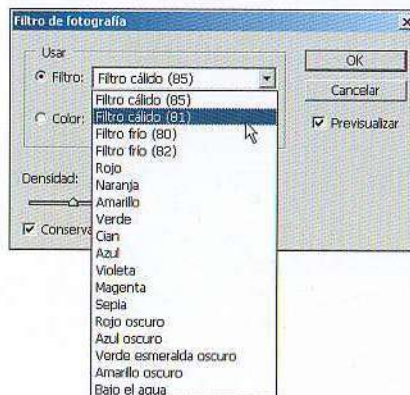 Filtro de fotografía
Usar
Filtro: Filtro cálido (85)
OK
Cancelar
Previsualizar
Color:
Densidad:
Conserva
Filtro cálido (85)
Filtro cálido (81)
Filtro frío (80)
Filtro frío (82)
Rojo
Naranja
Amarillo
Verde
Cian
Azul
Violeta
Magenta
Sepia
Rojo oscuro
Azul oscuro
Verde esmeralda oscuro
Amarillo oscuro
Bajo el agua